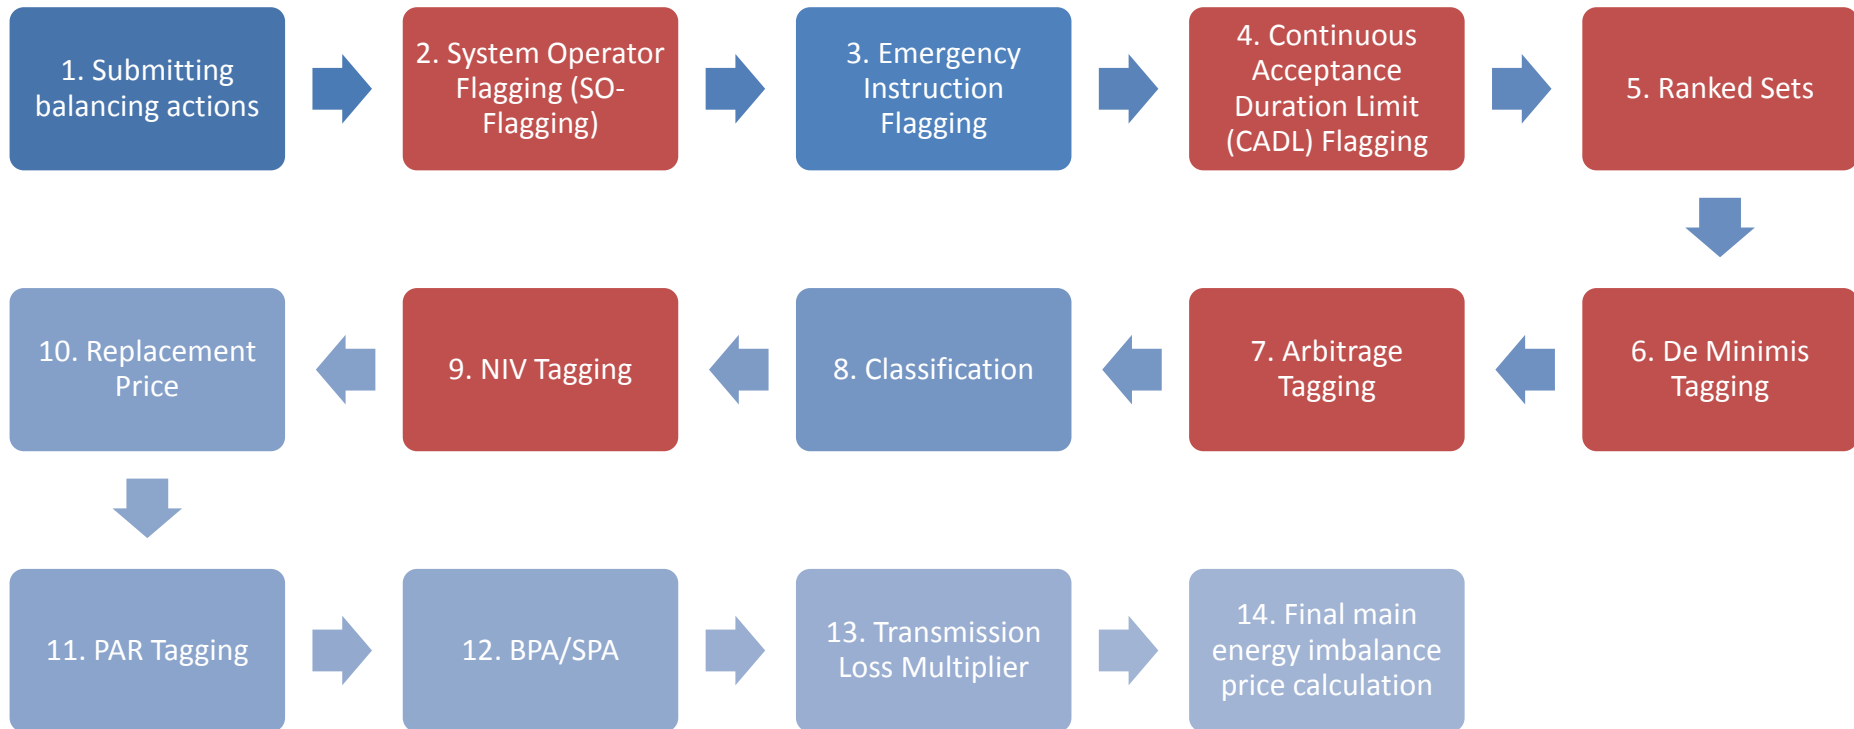 1. Submitting
balancing actions
2. System Operator
Flagging (SO-
Flagging)
3. Emergency
Instruction
Flagging
4. Continuous
Acceptance
Duration Limit
(CADL) Flagging
5. Ranked Sets
6. De Minimis
Tagging
7. Arbitrage
Tagging
8. Classification
9. NIV Tagging
10. Replacement
Price
11. PAR Tagging
12. BPA/SPA
13. Transmission
Loss Multiplier
14. Final main
energy imbalance
price calculation